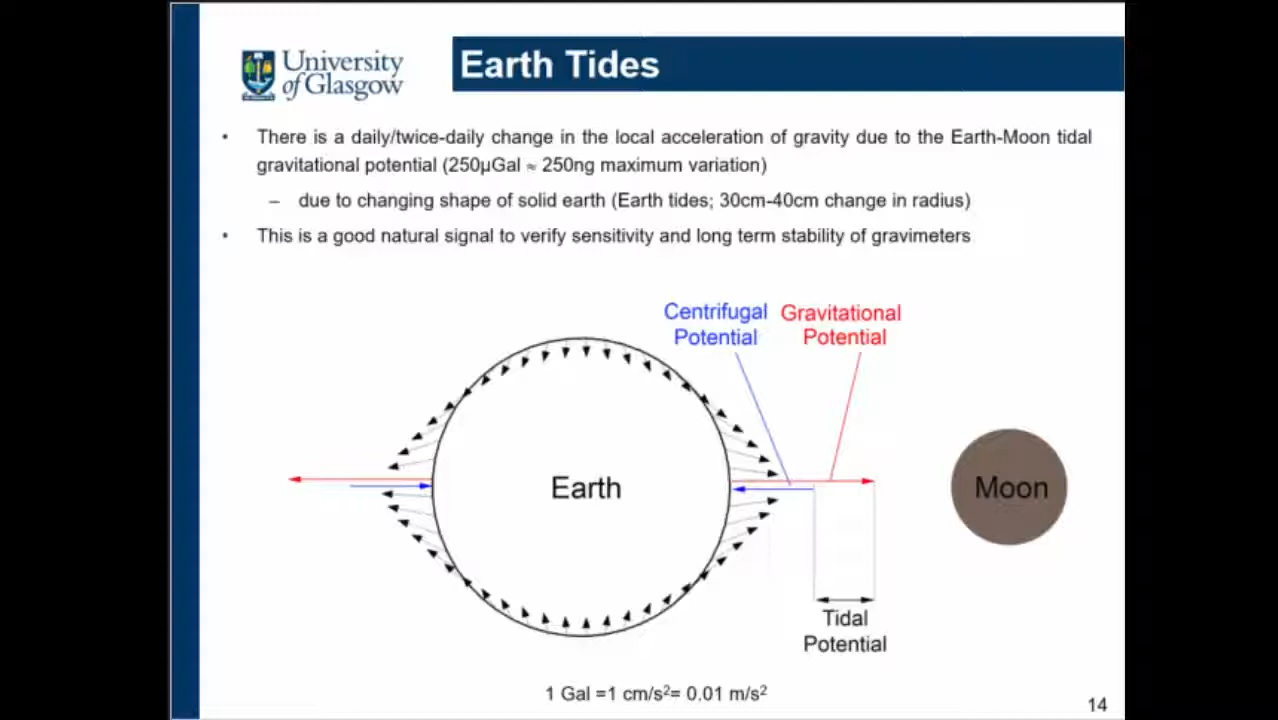 University
of Glasgow
Earth Tides
• There is a daily/twice-daily change in the local acceleration of gravity due to the Earth-Moon tidal
gravitational potential (250µGal ≈ 250ng maximum variation)
– due to changing shape of solid earth (Earth tides; 30cm-40cm change in radius)
• This is a good natural signal to verify sensitivity and long term stability of gravimeters
Centrifugal Potential
Gravitational Potential
Earth
Moon
Tidal
Potential
1 Gal =1 cm/s²= 0.01 m/s²
14